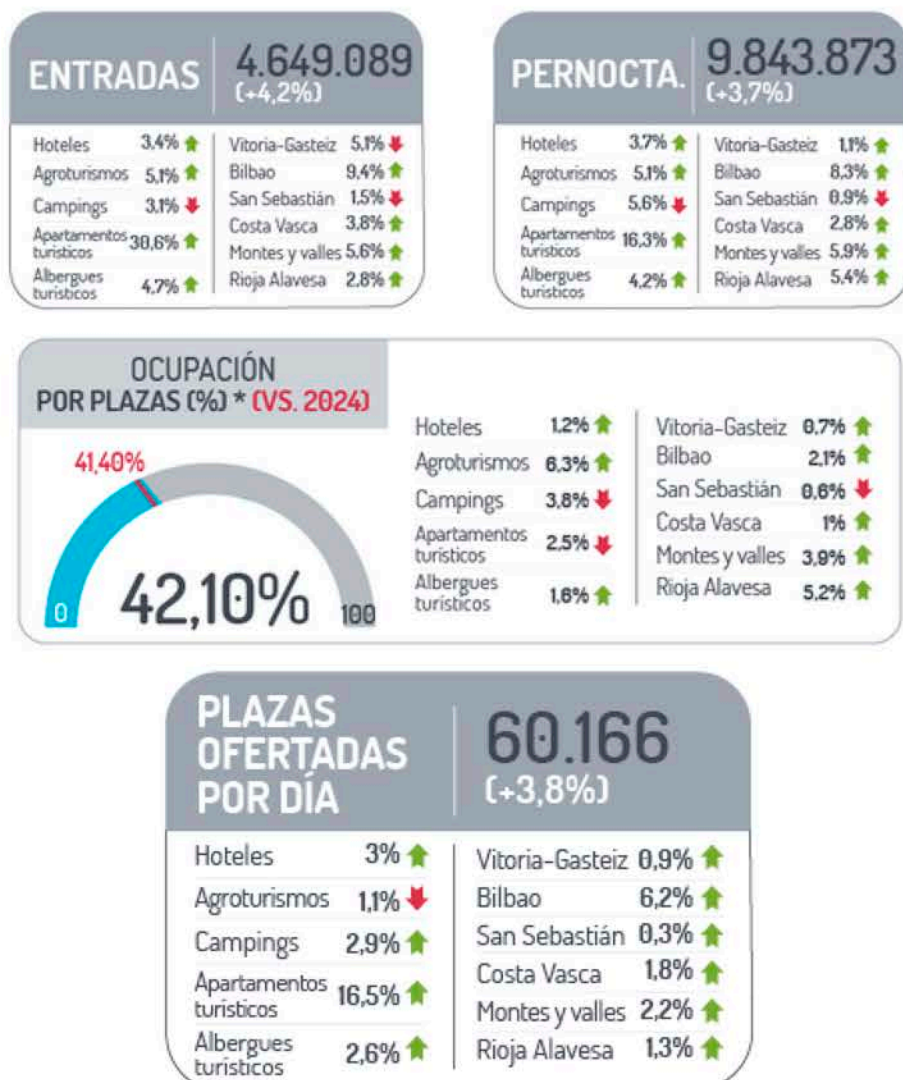 ENTRADAS
4.649.089
(+4,2%)
Hoteles 3,4%
Agroturismos 5,1%
Campings 3,1%
Apartamentos
turísticos 30,6%
Albergues
turísticos 4,7%
Vitoria-Gasteiz 5,1%
Bilbao 9,4%
San Sebastián 1,5%
Costa Vasca 3,8%
Montes y valles 5,6%
Rioja Alavesa 2,8%
PERNOCTA.
9.843.873
(+3,7%)
Hoteles 3,7%
Agroturismos 5,1%
Campings 5,6%
Apartamentos
turísticos 16,3%
Albergues
turísticos 4,2%
Vitoria-Gasteiz 1,1%
Bilbao 8,3%
San Sebastián 0,9%
Costa Vasca 2,8%
Montes y valles 5,9%
Rioja Alavesa 5,4%
OCUPACIÓN
POR PLAZAS (%) * (VS. 2024)
41,40%
0 42,10% 100
Hoteles 1,2%
Agroturismos 6,3%
Campings 3,8%
Apartamentos
turísticos 2,5%
Albergues
turísticos 1,6%
Vitoria-Gasteiz 0,7%
Bilbao 2,1%
San Sebastián 0,6%
Costa Vasca 1%
Montes y valles 3,9%
Rioja Alavesa 5,2%
PLAZAS
OFERTADAS
POR DÍA
60.166
(+3,8%)
Hoteles 3%
Agroturismos 1,1%
Campings 2,9%
Apartamentos
turísticos 16,5%
Albergues
turísticos 2,6%
Vitoria-Gasteiz 0,9%
Bilbao 6,2%
San Sebastián 0,3%
Costa Vasca 1,8%
Montes y valles 2,2%
Rioja Alavesa 1,3%